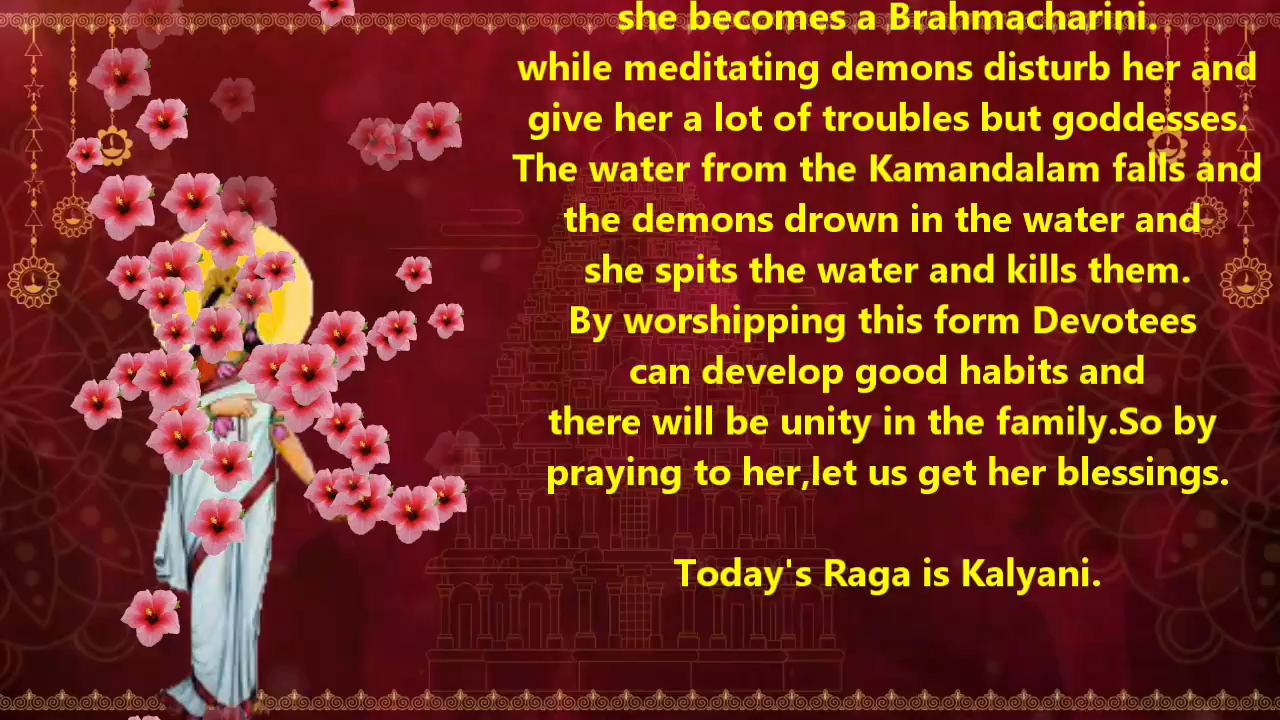 she becomes a Brahmacharini.
while meditating demons disturb her and
give her a lot of troubles but goddesses.
The water from the Kamandalam falls and
the demons drown in the water and
she spits the water and kills them.
By worshipping this form Devotees
can develop good habits and
there will be unity in the family.So by
praying to her,let us get her blessings.
Today's Raga is Kalyani.